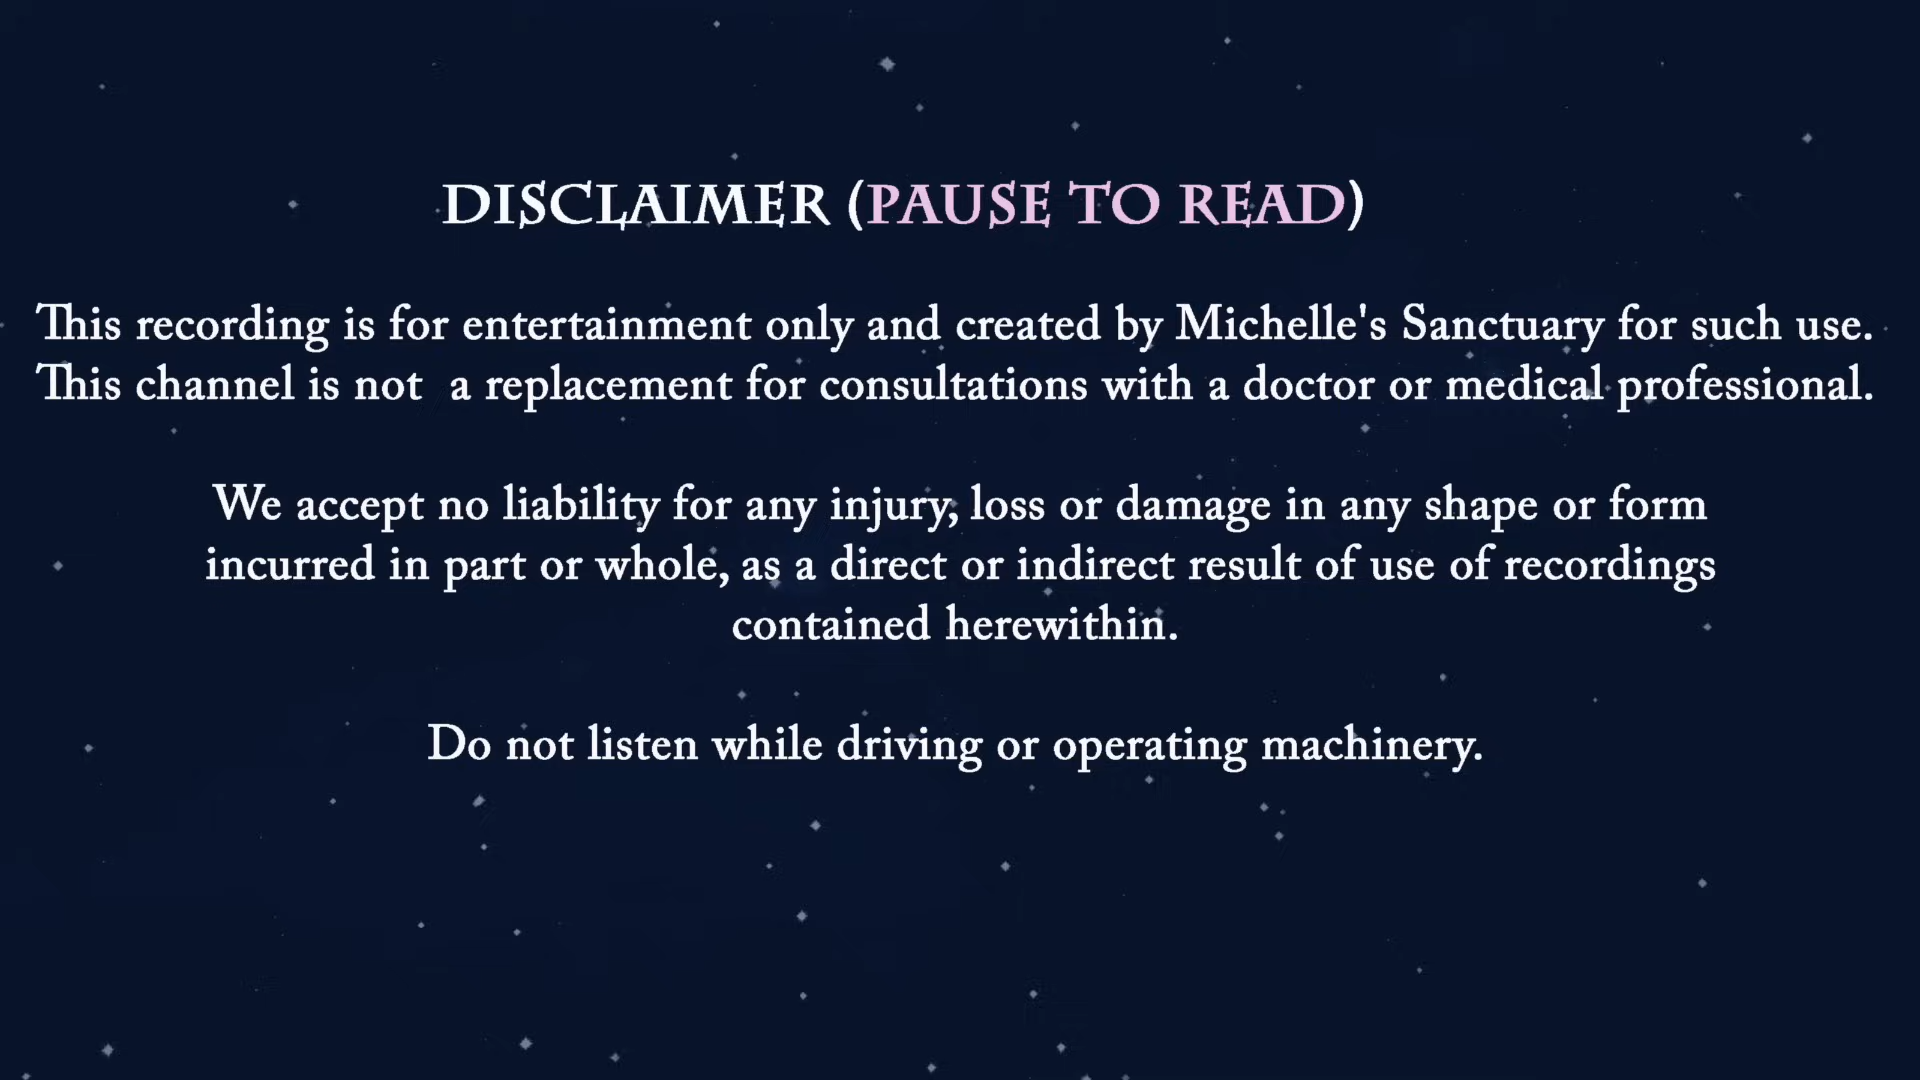 DISCLAIMER (PAUSE TO READ)
This recording is for entertainment only and created by Michelle's Sanctuary for such use.
This channel is not  a replacement for consultations with a doctor or medical professional.
We accept no liability for any injury, loss or damage in any shape or form
incurred in part or whole, as a direct or indirect result of use of recordings
contained herewithin.
Do not listen while driving or operating machinery.